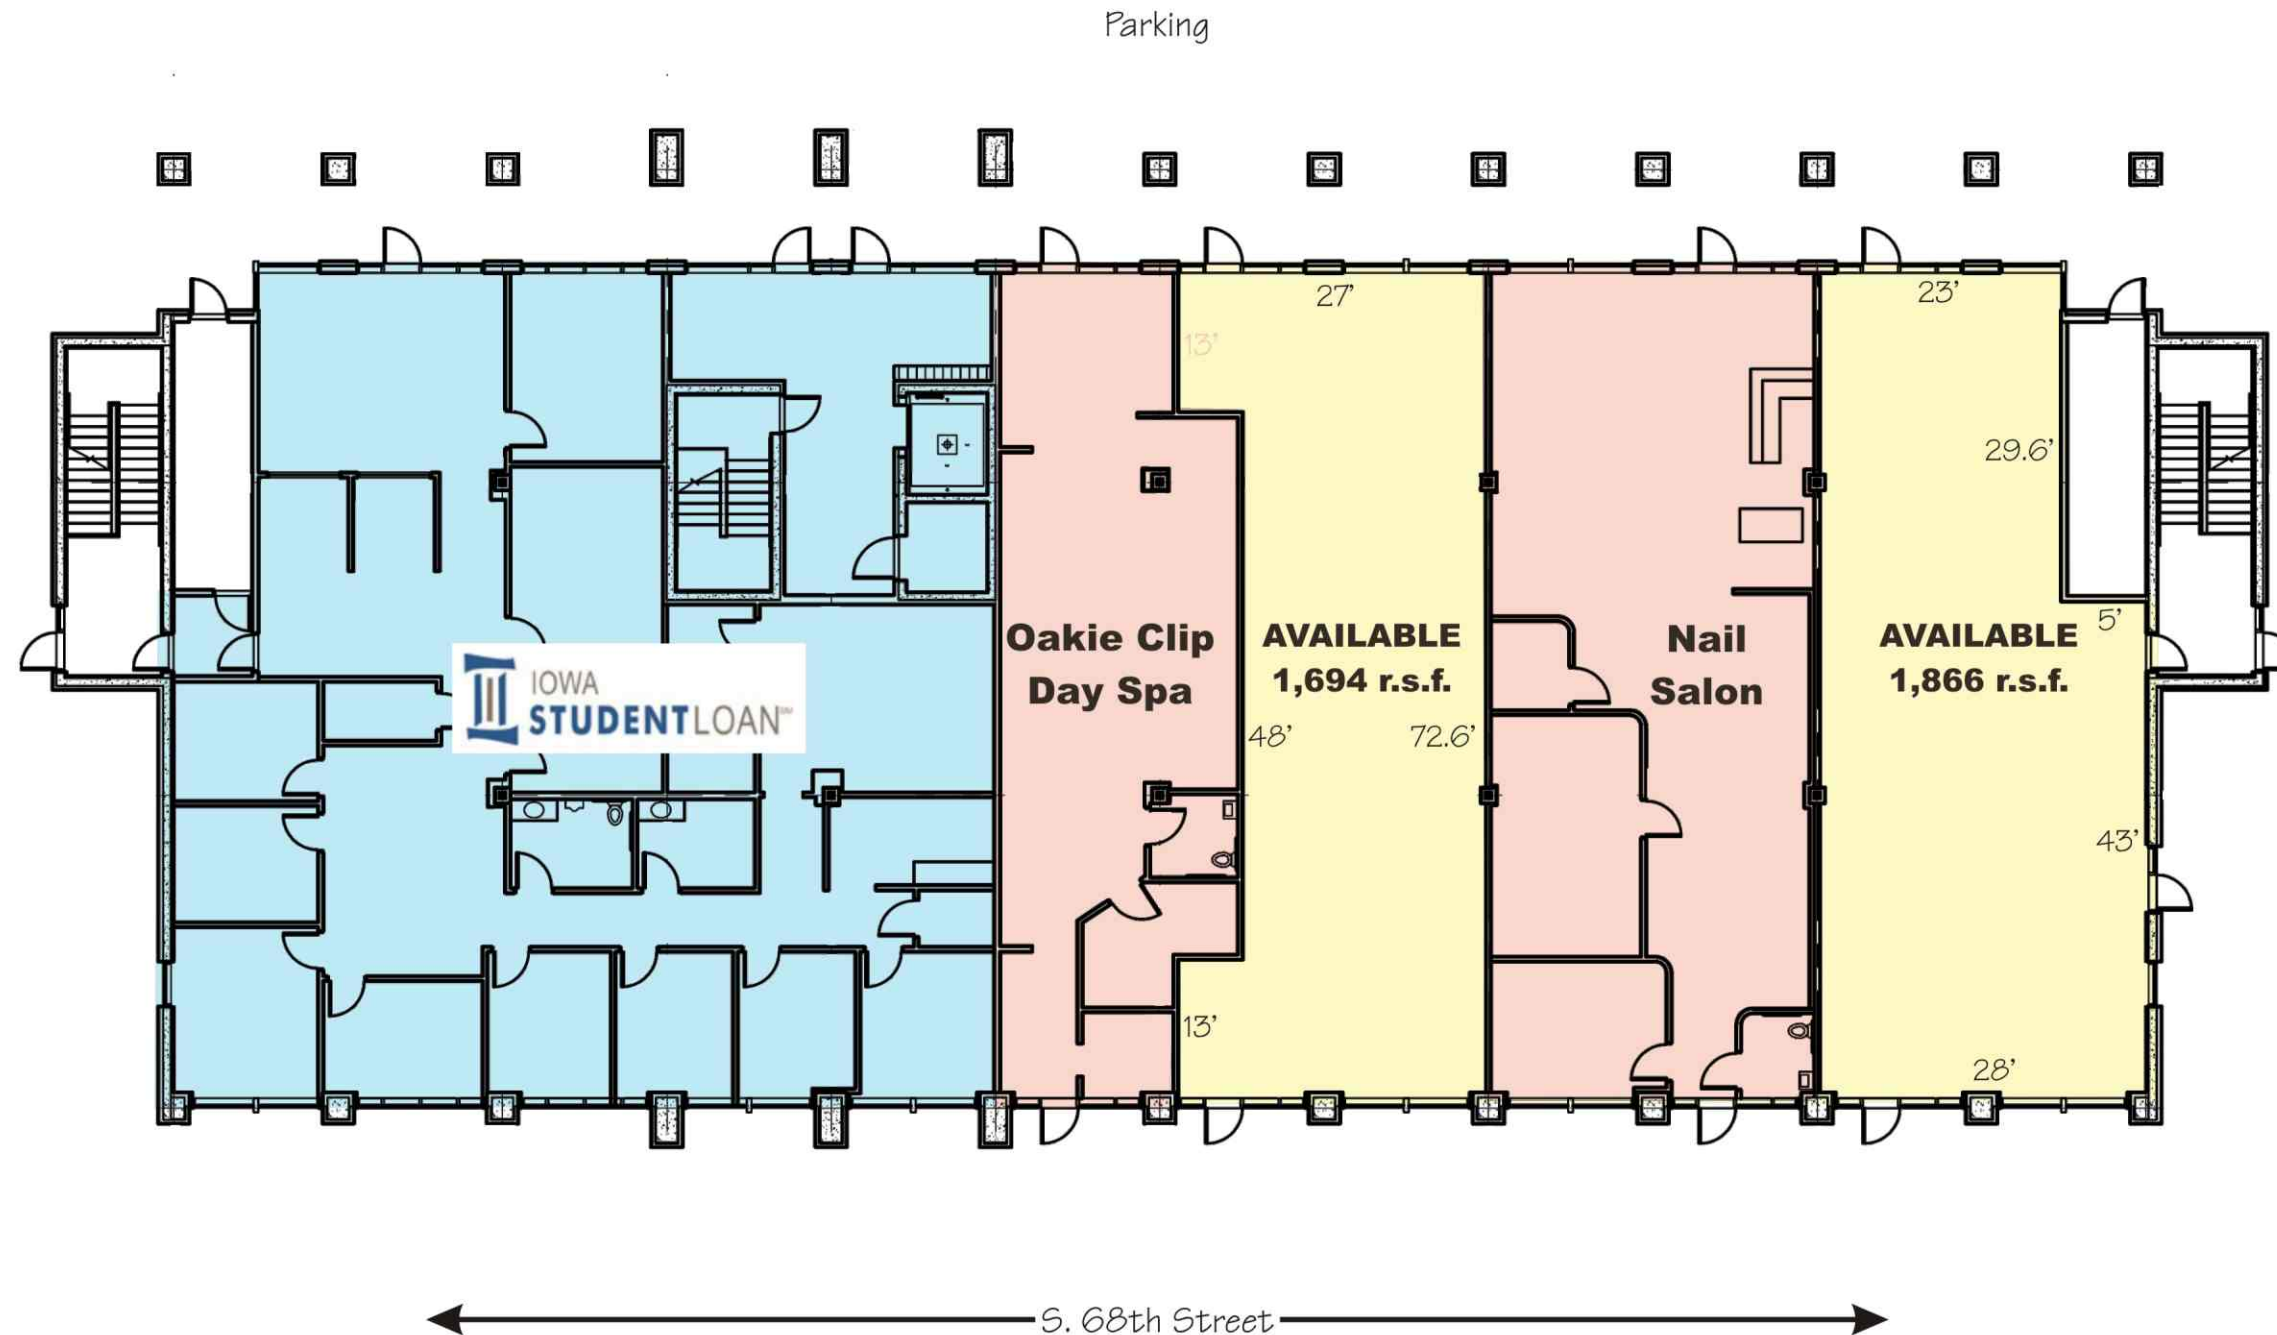 Parking
27'
23'
13'
29.6'
Oakie Clip
Day Spa
AVAILABLE
1,694 r.s.f.
Nail
Salon
AVAILABLE
1,866 r.s.f.
5'
IOWA
STUDENTLOAN
48'
72.6'
43'
13'
28'
S. 68th Street